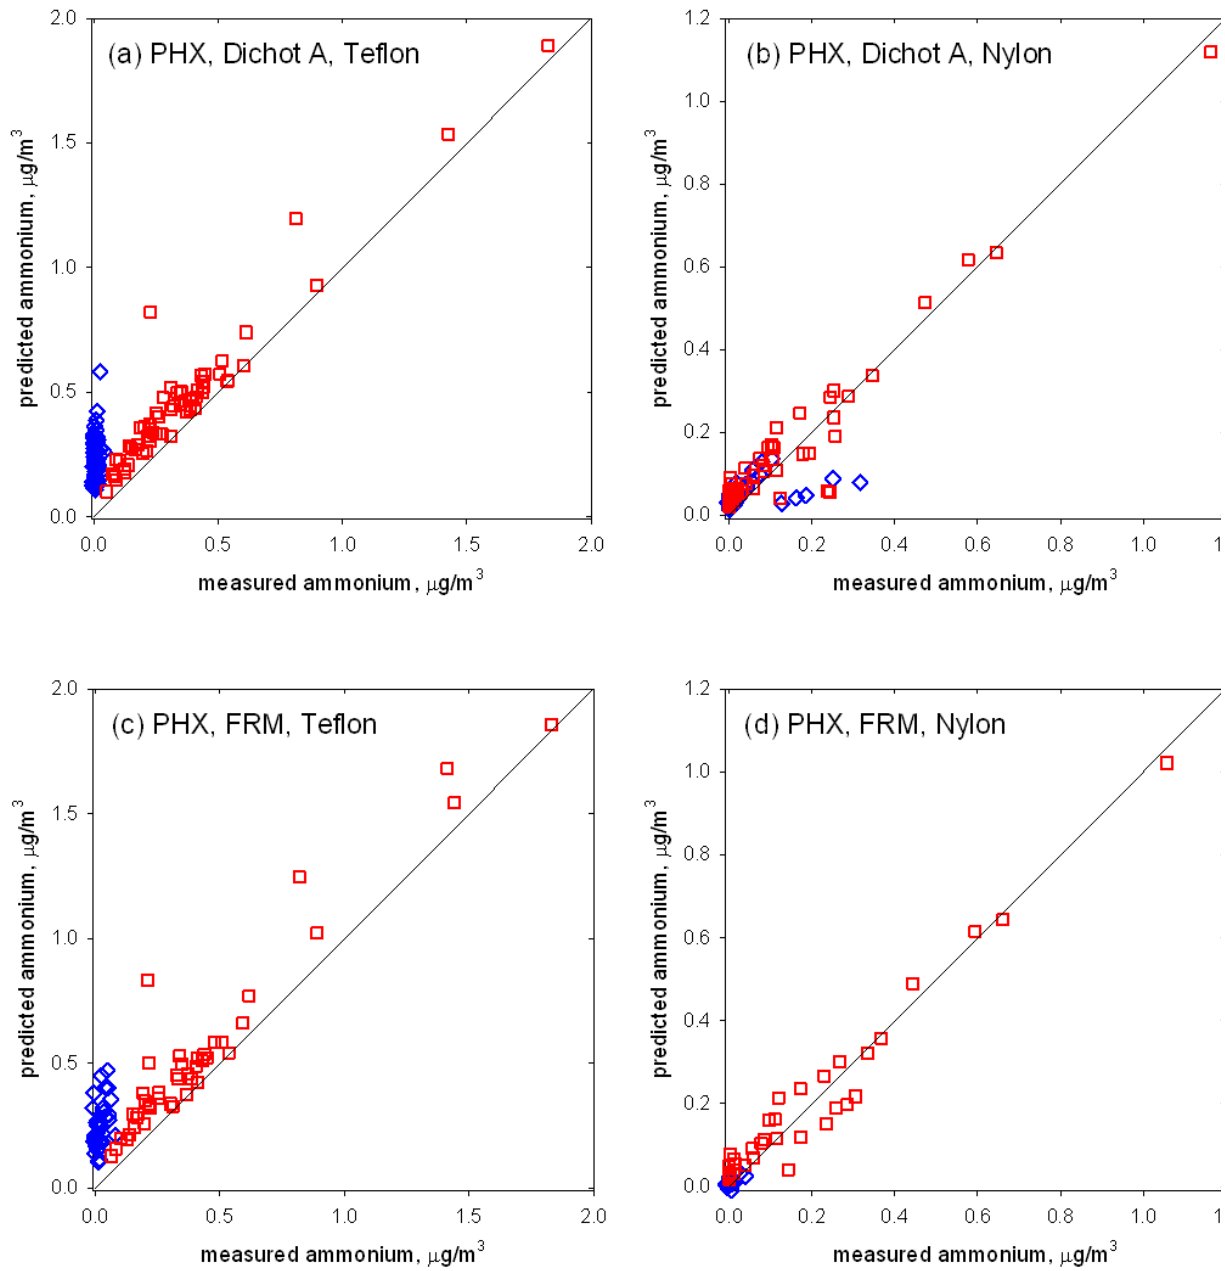 2.0
(a) PHX, Dichot A, Teflon
1.5
1.0
0.5
0.0
predicted ammonium, μg/m³
0.0 0.5 1.0 1.5 2.0
measured ammonium, μg/m³
1.2
(b) PHX, Dichot A, Nylon
1.0
0.8
0.6
0.4
0.2
0.0
predicted ammonium, μg/m³
0.0 0.2 0.4 0.6 0.8 1.0
measured ammonium, μg/m³
2.0
(c) PHX, FRM, Teflon
1.5
1.0
0.5
0.0
predicted ammonium, μg/m³
0.0 0.5 1.0 1.5 2.0
measured ammonium, μg/m³
1.2
(d) PHX, FRM, Nylon
1.0
0.8
0.6
0.4
0.2
0.0
predicted ammonium, μg/m³
0.0 0.2 0.4 0.6 0.8 1.0
measured ammonium, μg/m³